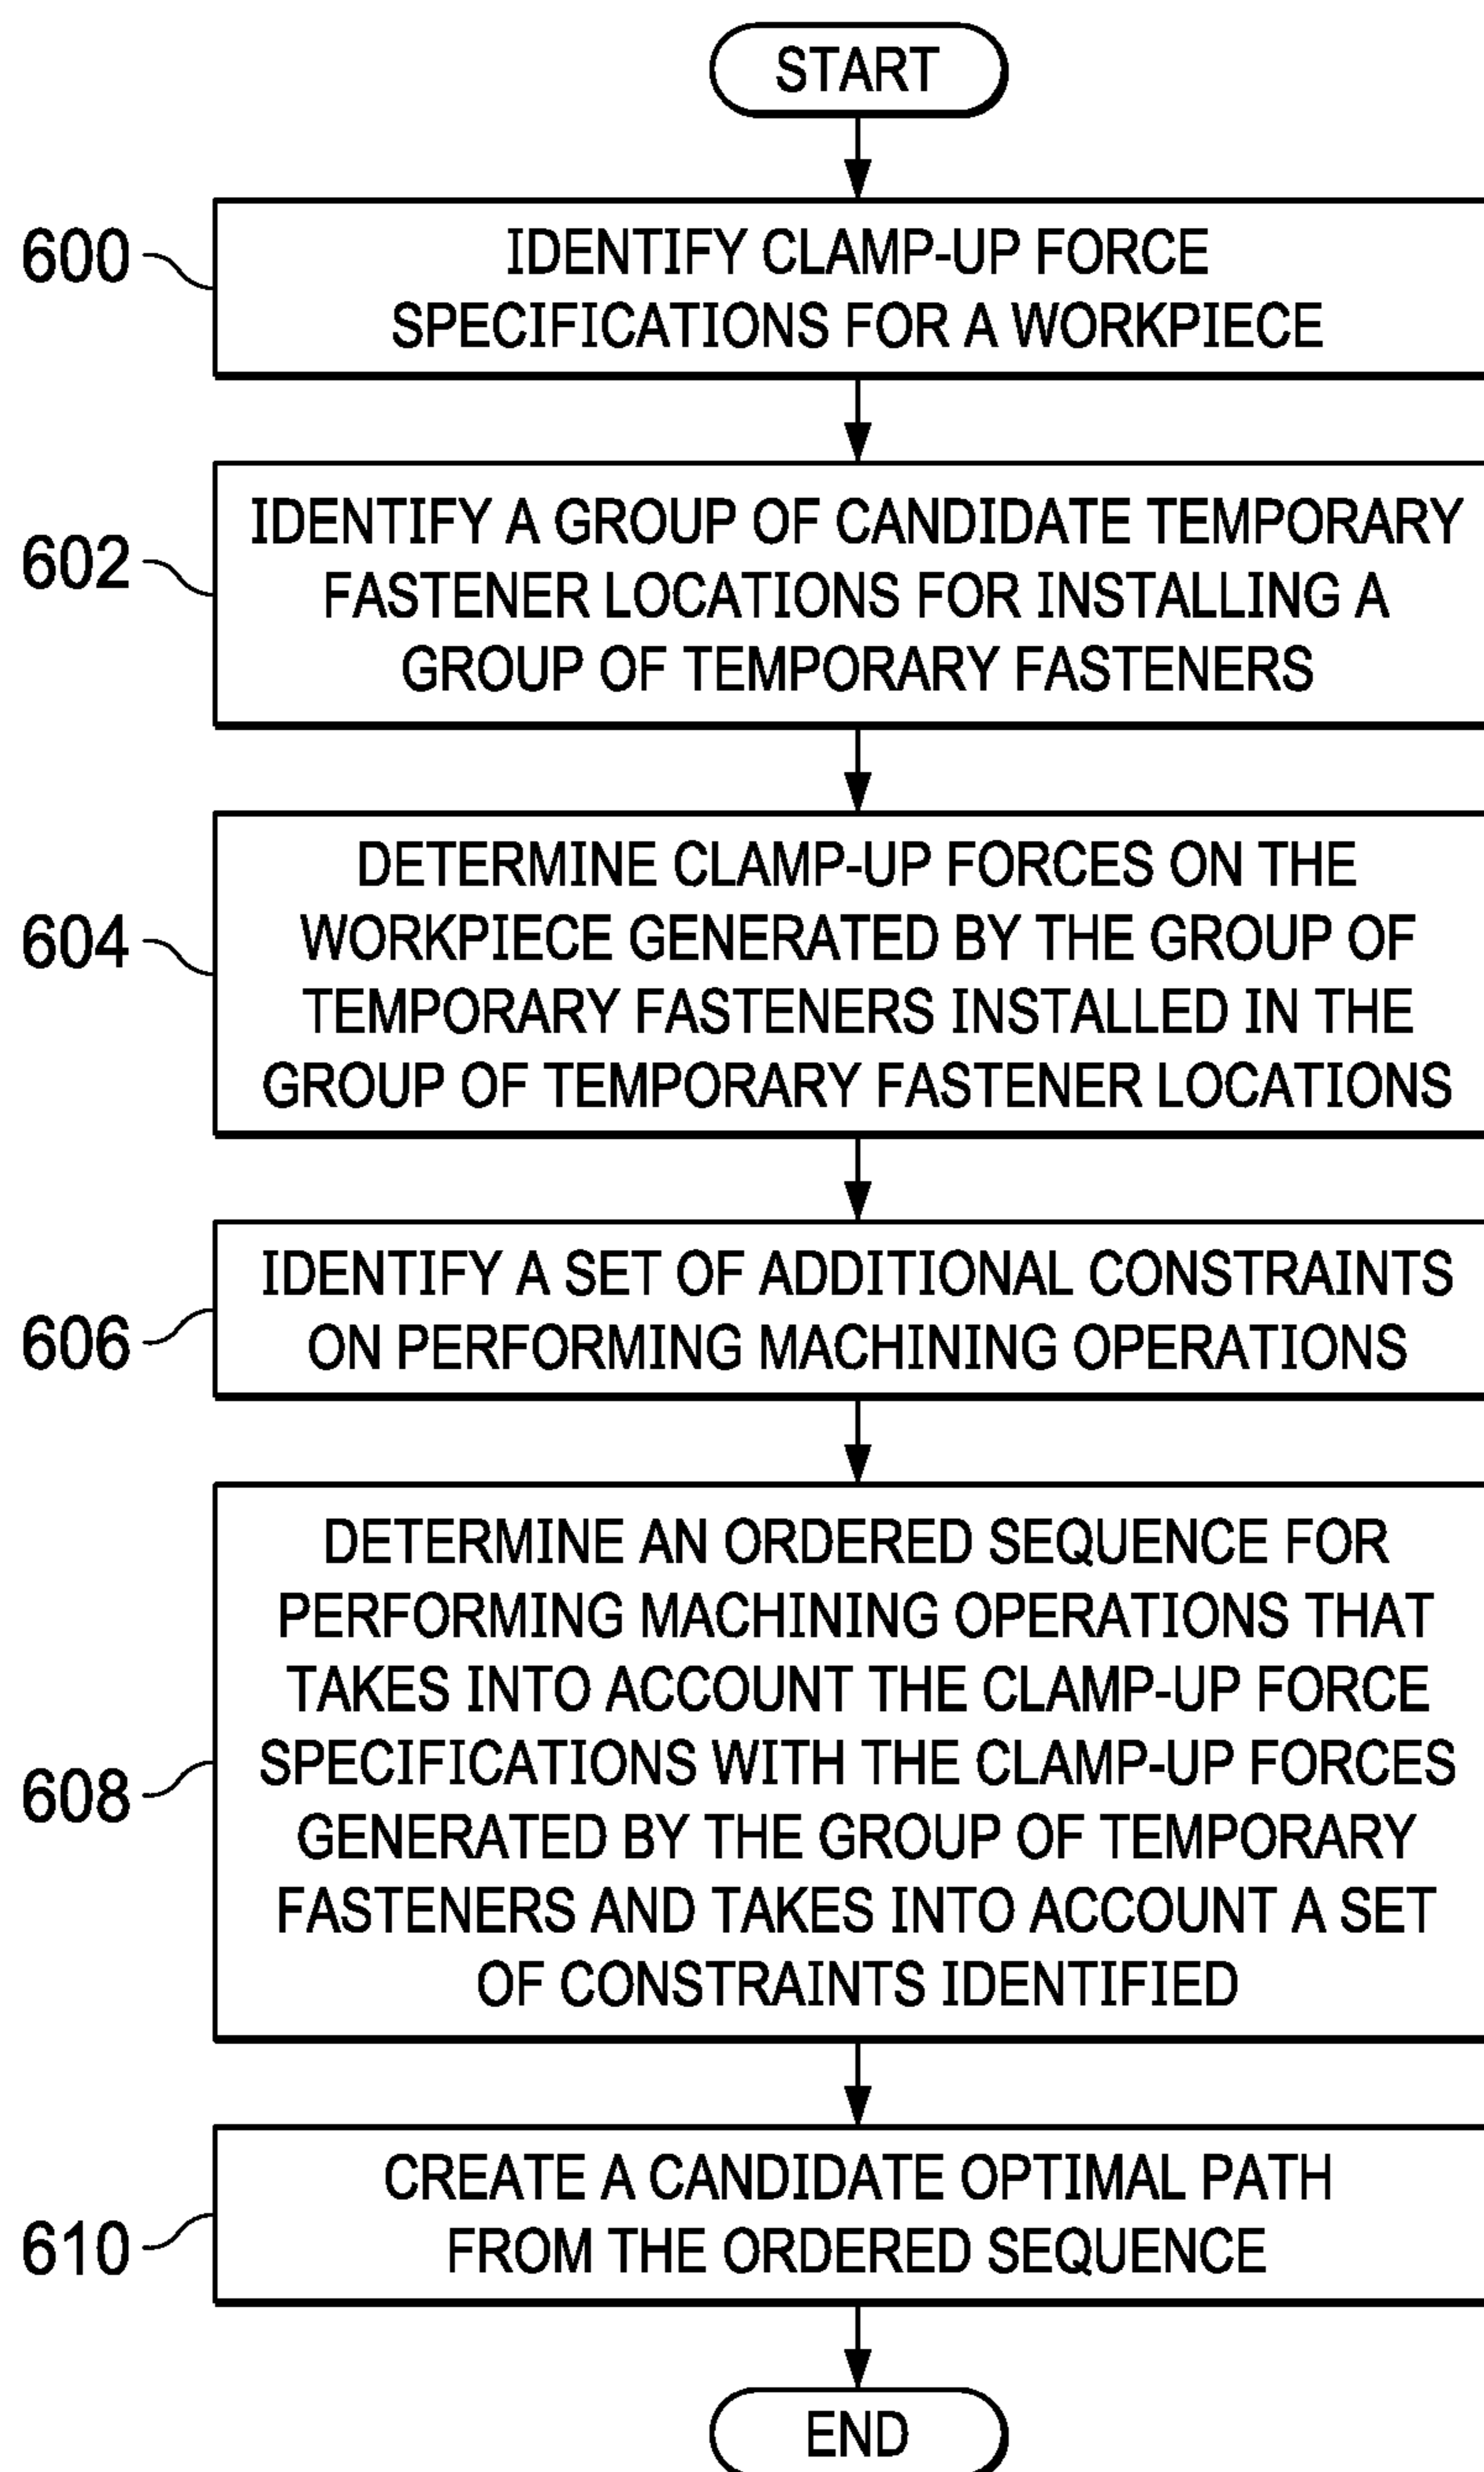 START
600
IDENTIFY CLAMP-UP FORCE
SPECIFICATIONS FOR A WORKPIECE
602
IDENTIFY A GROUP OF CANDIDATE TEMPORARY
FASTENER LOCATIONS FOR INSTALLING A
GROUP OF TEMPORARY FASTENERS
604
DETERMINE CLAMP-UP FORCES ON THE
WORKPIECE GENERATED BY THE GROUP OF
TEMPORARY FASTENERS INSTALLED IN THE
GROUP OF TEMPORARY FASTENER LOCATIONS
606
IDENTIFY A SET OF ADDITIONAL CONSTRAINTS
ON PERFORMING MACHINING OPERATIONS
608
DETERMINE AN ORDERED SEQUENCE FOR
PERFORMING MACHINING OPERATIONS THAT
TAKES INTO ACCOUNT THE CLAMP-UP FORCE
SPECIFICATIONS WITH THE CLAMP-UP FORCES
GENERATED BY THE GROUP OF TEMPORARY
FASTENERS AND TAKES INTO ACCOUNT A SET
OF CONSTRAINTS IDENTIFIED
610
CREATE A CANDIDATE OPTIMAL PATH
FROM THE ORDERED SEQUENCE
END